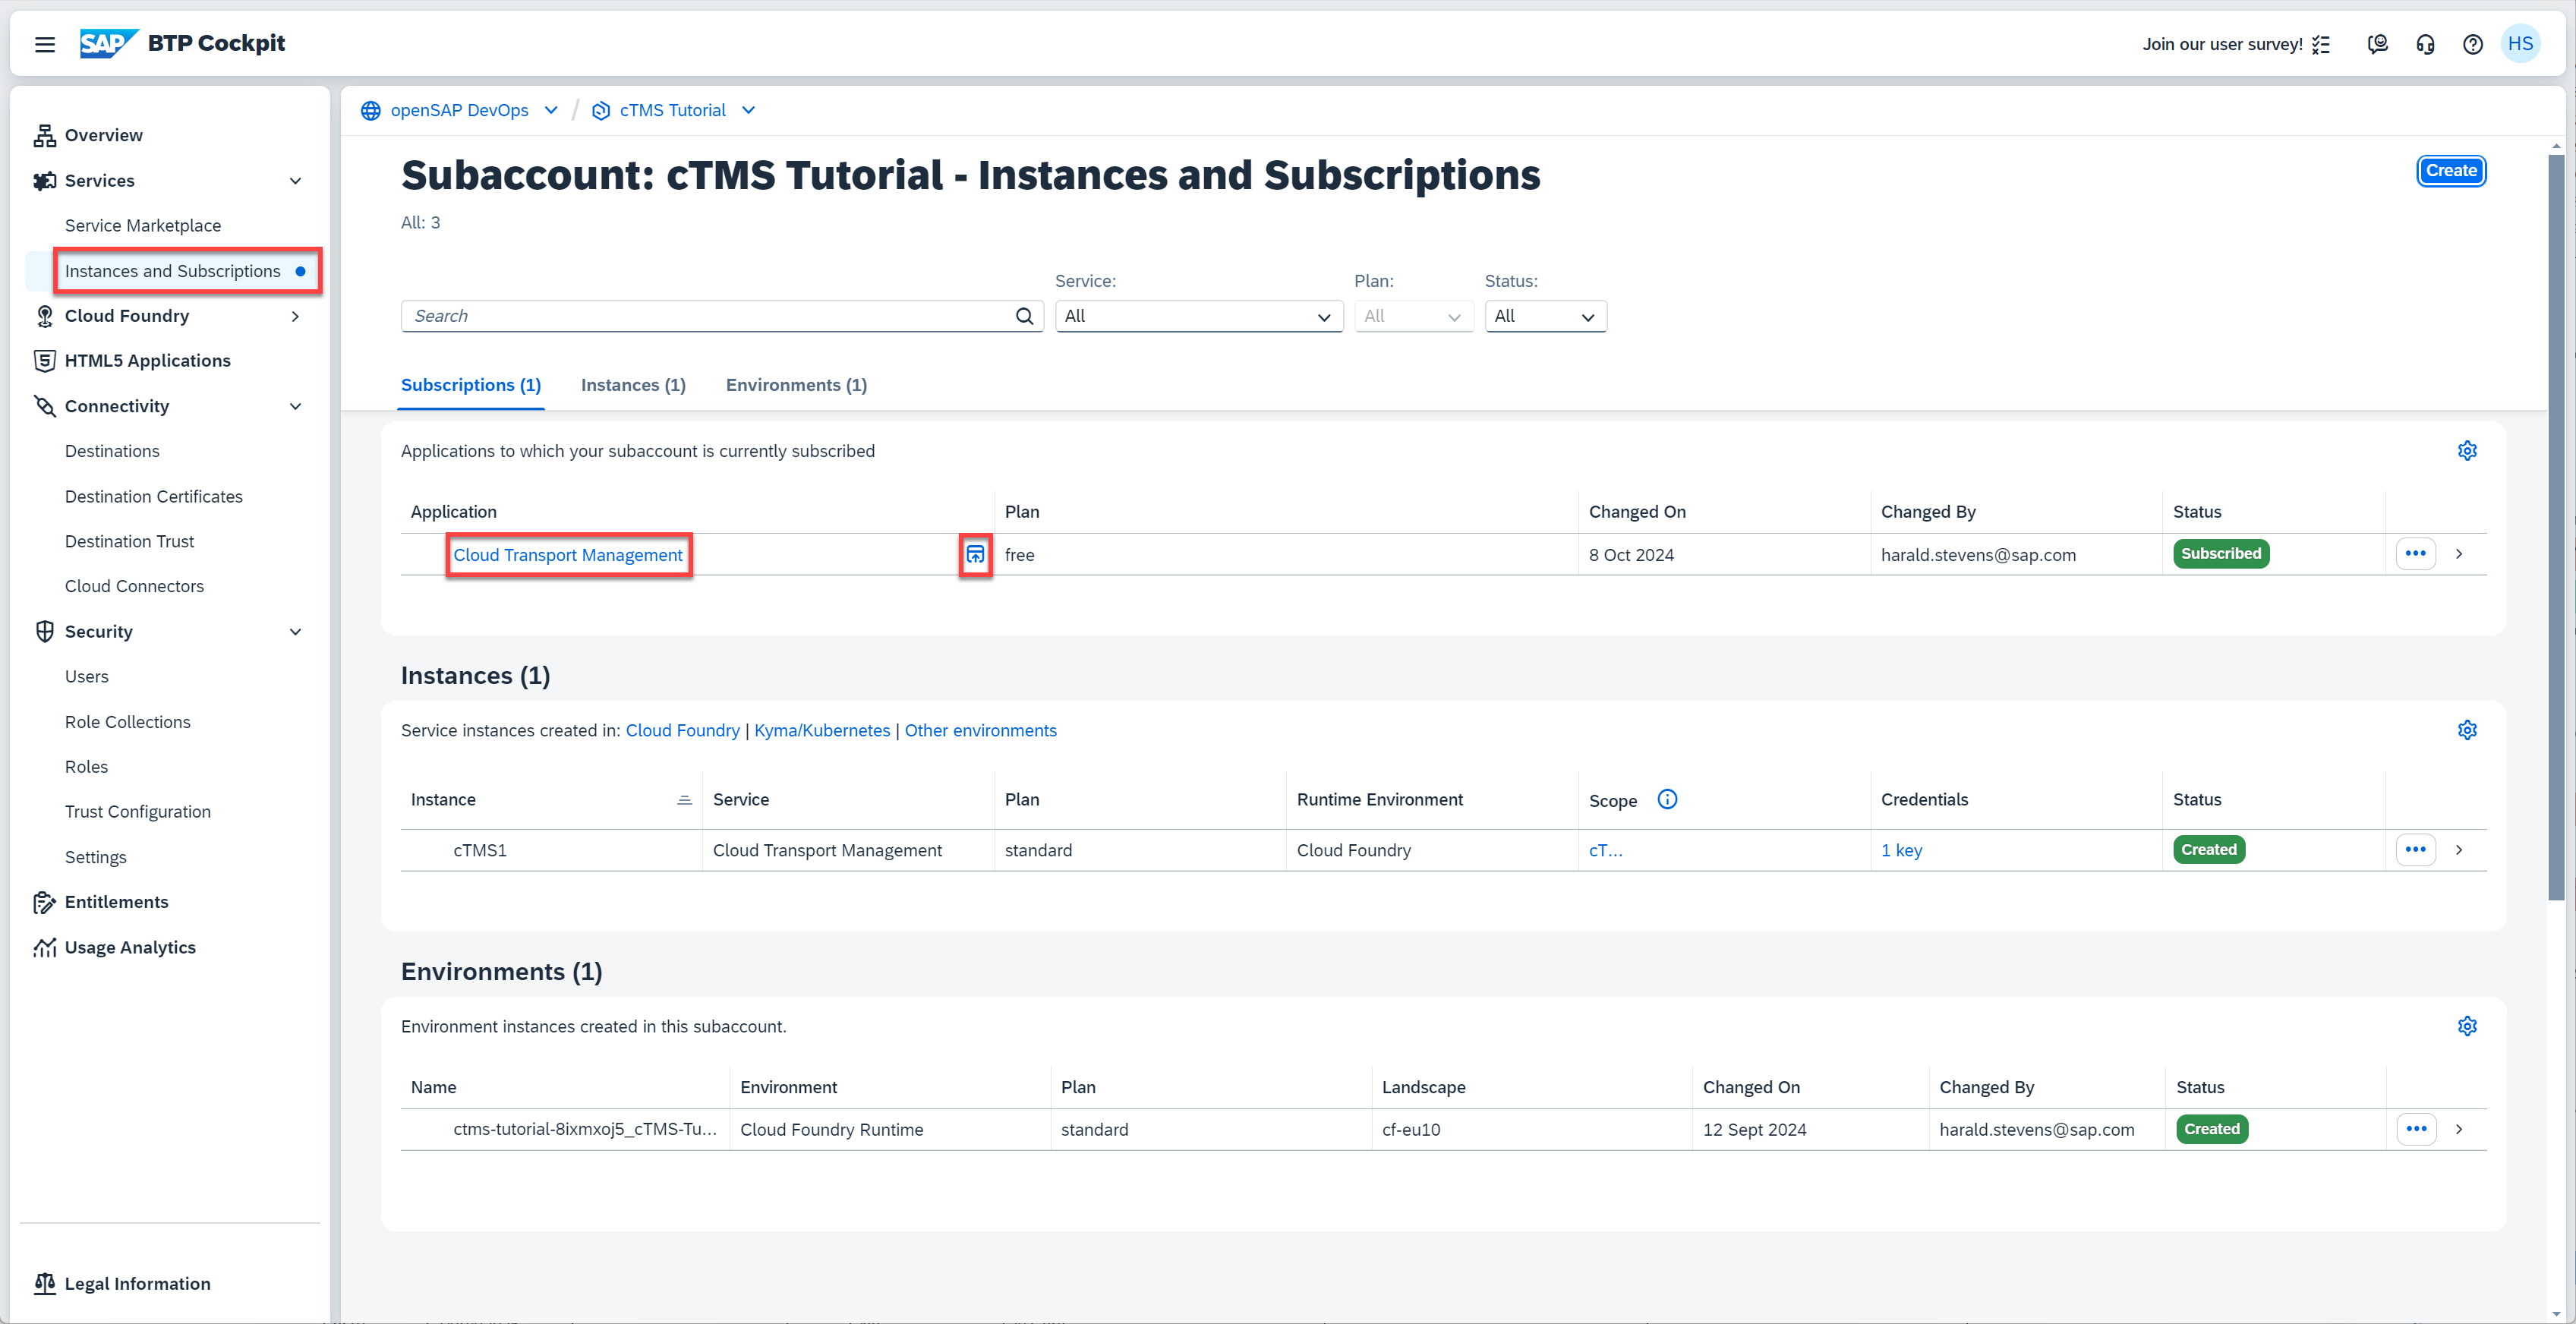 SAP BTP Cockpit
Join our user survey!
HS
Overview
Services
Service Marketplace
Instances and Subscriptions
Cloud Foundry
HTML5 Applications
Connectivity
Destinations
Destination Certificates
Destination Trust
Cloud Connectors
Security
Users
Role Collections
Roles
Trust Configuration
Settings
Entitlements
Usage Analytics
Legal Information
openSAP DevOps / cTMS Tutorial
Subaccount: cTMS Tutorial - Instances and Subscriptions
Create
All: 3
Service: Plan: Status:
Search All All All
Subscriptions (1) Instances (1) Environments (1)
Applications to which your subaccount is currently subscribed
Application Plan Changed On Changed By Status
Cloud Transport Management free 8 Oct 2024 harald.stevens@sap.com Subscribed
Instances (1)
Service instances created in: Cloud Foundry | Kyma/Kubernetes | Other environments
Instance Service Plan Runtime Environment Scope Credentials Status
cTMS1 Cloud Transport Management standard Cloud Foundry cT... 1 key Created
Environments (1)
Environment instances created in this subaccount.
Name Environment Plan Landscape Changed On Changed By Status
ctms-tutorial-8ixmxoj5_cTMS-Tu... Cloud Foundry Runtime standard cf-eu10 12 Sept 2024 harald.stevens@sap.com Created